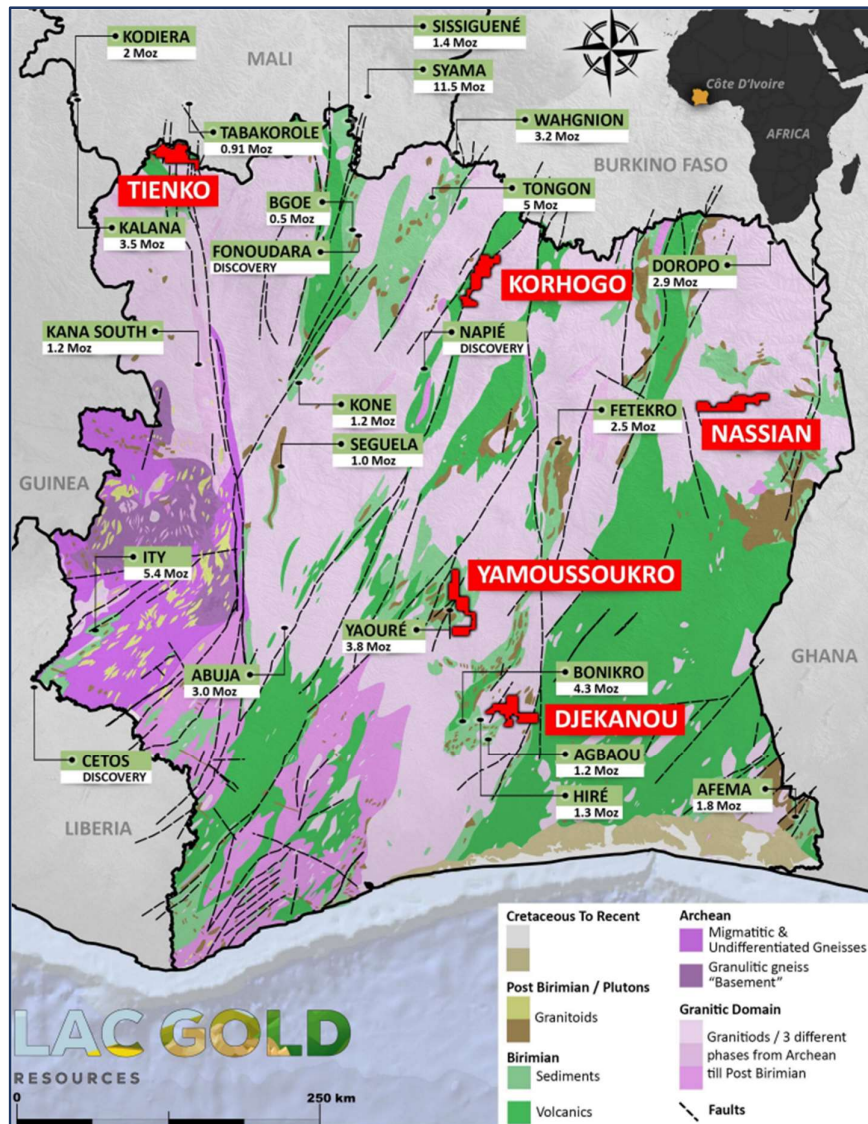 KODIERA
2 Moz
SISSIGUENÉ
1.4 Moz
MALI
SYAMA
11.5 Moz
Côte D'Ivoire
AFRICA
TABAKOROLE
0.91 Moz
WAHGNION
3.2 Moz
BURKINO FASO
TIENKO
BGOE
0.5 Moz
TONGON
5 Moz
KALANA
3.5 Moz
FONOUDARA
DISCOVERY
KORHOGO
DOROPO
2.9 Moz
KANA SOUTH
1.2 Moz
NAPIÉ
DISCOVERY
KONE
1.2 Moz
FETEKRO
2.5 Moz
NASSIAN
SEGUELA
1.0 Moz
GUINEA
ITY
5.4 Moz
YAMOUSSOUKRO
YAOURÉ
3.8 Moz
GHANA
ABUJA
3.0 Moz
BONIKRO
4.3 Moz
DJEKANOU
CETOS
DISCOVERY
AGBAOU
1.2 Moz
HIRÉ
1.3 Moz
AFEMA
1.8 Moz
LIBERIA
Cretaceous To Recent
Post Birimian / Plutons
Granitoids
Birimian
Sediments
Volcanics
Archean
Migmatitic &
Undifferentiated Gneisses
Granulitic gneiss
"Basement"
Granitic Domain
Granitiods / 3 different
phases from Archean
till Post Birimian
Faults
LAC GOLD
RESOURCES
0
250 km